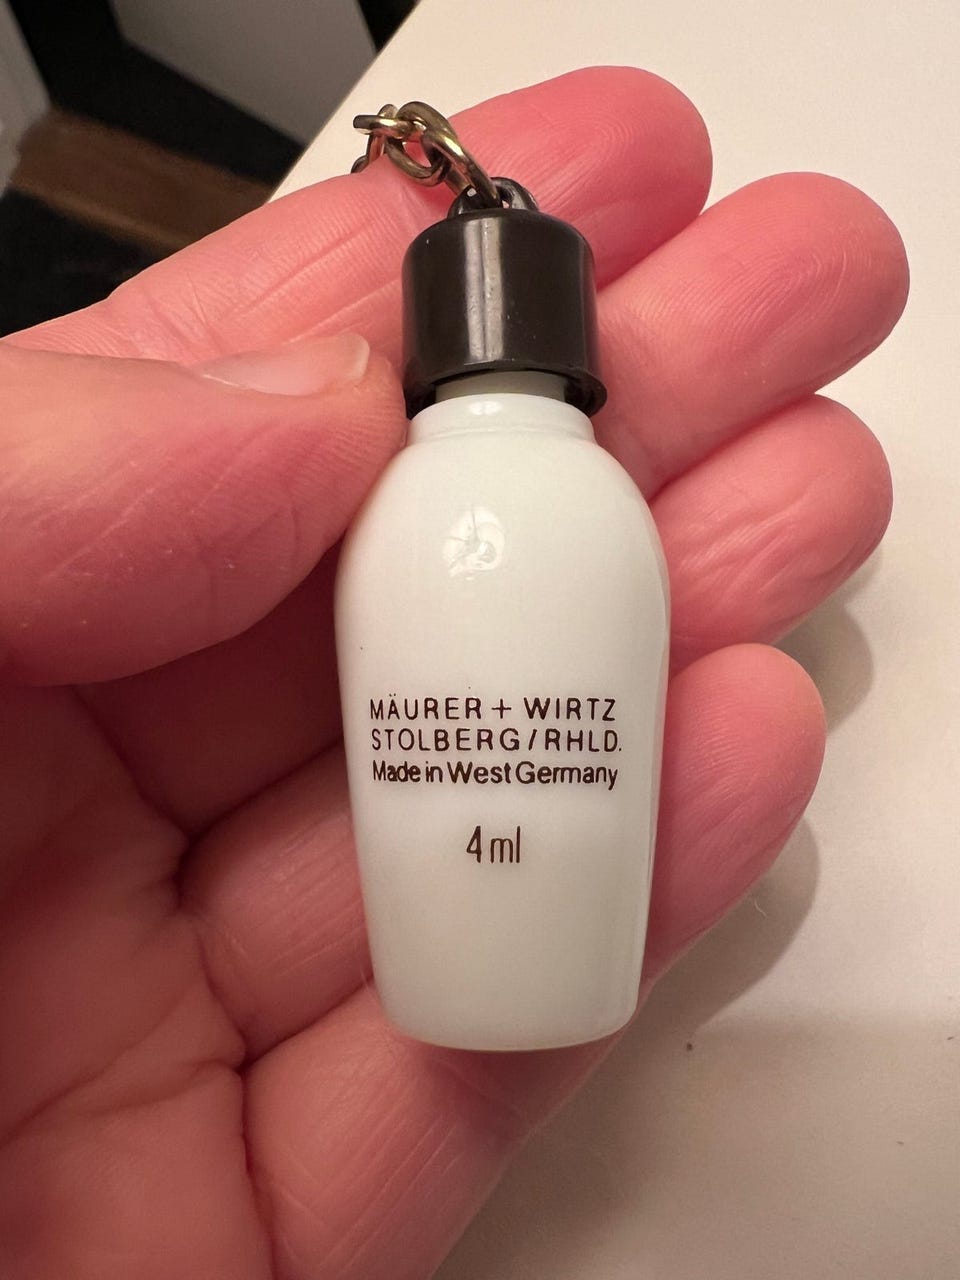 MÄURER + WIRTZ
STOLBERG/RHLD.
Made in West Germany
4 ml